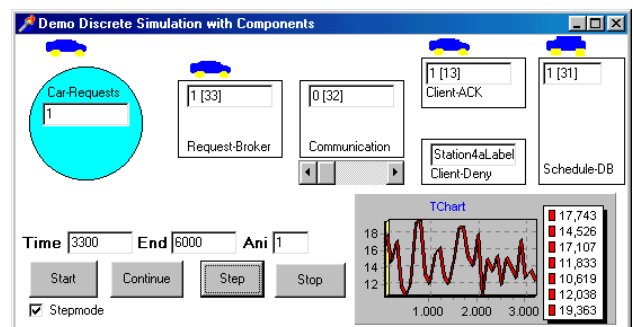 Demo Discrete Simulation with Components
Car-Requests
1
1 [33]
Request-Broker
0 [32]
Communication
1 [13]
Client-ACK
Station4aLabel
Client-Deny
1 [31]
Schedule-DB
Time 3300 End 6000 Ani 1
Start Continue Step Stop
Stepmode
TChart
18
16
14
12
1.000 2.000 3.000
17,743
14,526
17,107
11,833
10,619
12,038
19,363